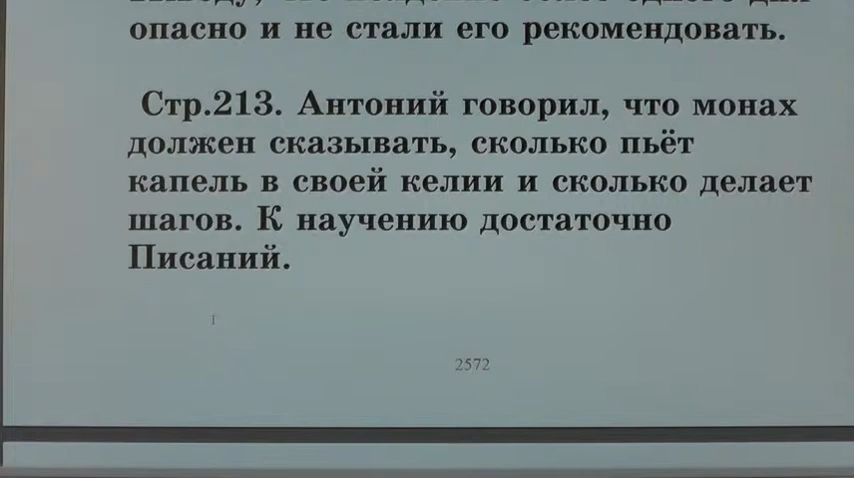 опасно и не стали его рекомендовать.
Стр.213. Антоний говорил, что монах
должен сказывать, сколько пьёт
капель в своей келии и сколько делает
шагов. К научению достаточно
Писаний.
2572